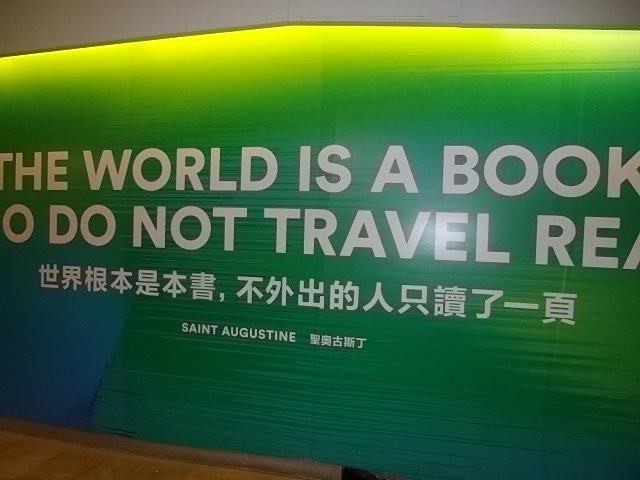 THE WORLD IS A BOOK
O DO NOT TRAVEL REA
世界根本是本書,不外出的人只讀了一頁
SAINT AUGUSTINE 聖奧古斯丁